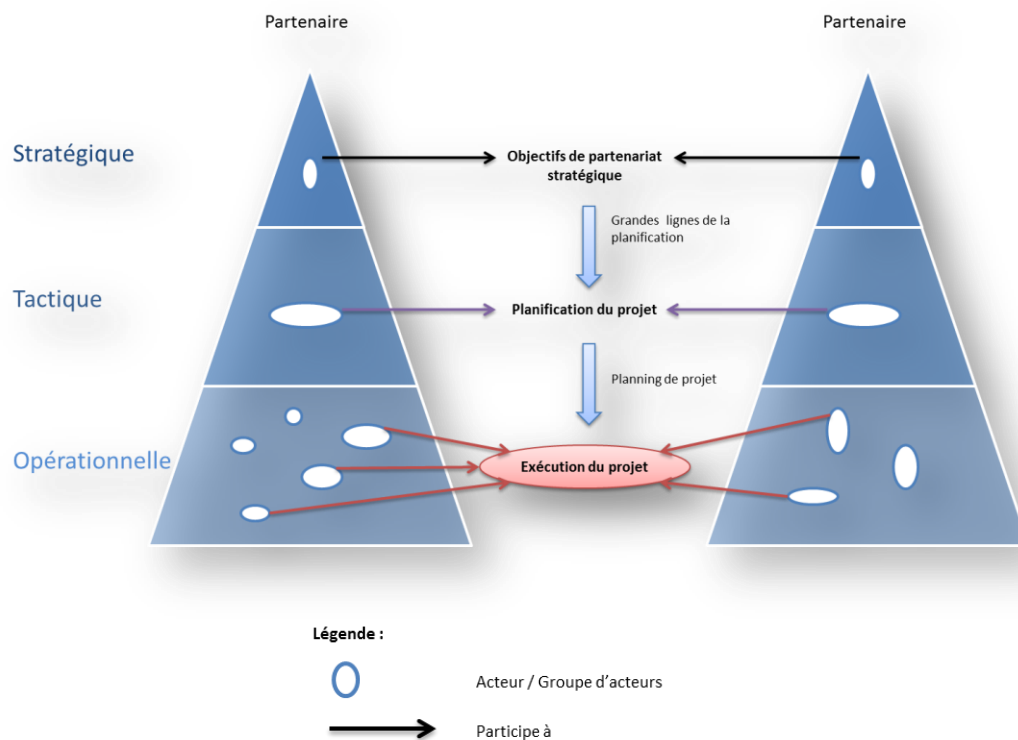 Partenaire
Partenaire
Stratégique
Objectifs de partenariat
stratégique
Grandes lignes de la
planification
Tactique
Planification du projet
Planning de projet
Opérationnelle
Exécution du projet
Légende :
Acteur / Groupe d'acteurs
Participe à